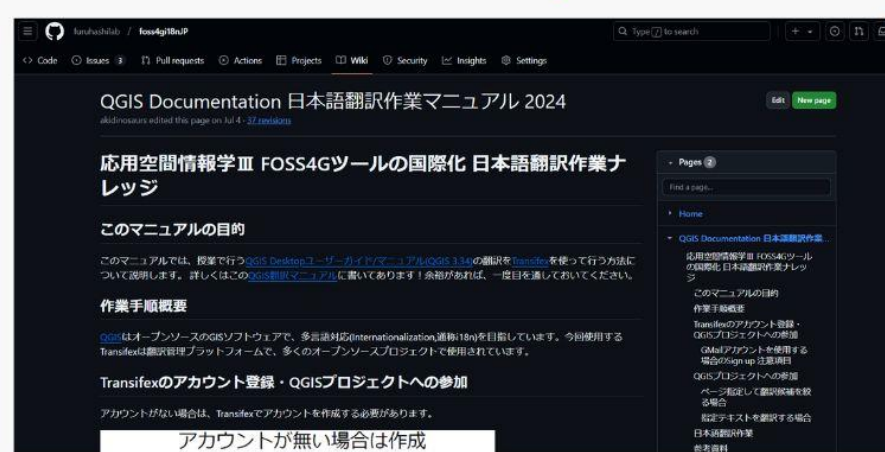 furuhashilab / foss4gi18nJP
Type / to search
Code Issues 3 Pull requests Actions Projects Wiki Security Insights Settings
QGIS Documentation 日本語翻訳作業マニュアル 2024
Edit New page
akidinosaurs edited this page on Jul 4 · 37 revisions
応用空間情報学Ⅲ FOSS4Gツールの国際化 日本語翻訳作業ナ
レッジ
このマニュアルの目的
このマニュアルでは、授業で行うQGIS Desktopユーザーガイド/マニュアル(QGIS 3.34)の翻訳をTransifexを使って行う方法に
ついて説明します。 詳しくはこのQGIS翻訳マニュアルに書いてあります！余裕があれば、一度目を通しておいてください。
作業手順概要
QGISはオープンソースのGISソフトウェアで、多言語対応(Internationalization,通称i18n)を目指しています。今回使用する
Transifexは翻訳管理プラットフォームで、多くのオープンソースプロジェクトで使用されています。
Transifexのアカウント登録・QGISプロジェクトへの参加
アカウントがない場合は、Transifexでアカウントを作成する必要があります。
アカウントが無い場合は作成
Pages 2
Find a page...
Home
QGIS Documentation 日本語翻訳作業...
応用空間情報学Ⅲ FOSS4Gツール
の国際化 日本語翻訳作業ナレッ
ジ
このマニュアルの目的
作業手順概要
Transifexのアカウント登録・
QGISプロジェクトへの参加
GMailアカウントを使用する
場合のSign up 注意項目
QGISプロジェクトへの参加
ページ指定して翻訳候補を絞
る場合
指定テキストを翻訳する場合
日本語翻訳作業
参考資料